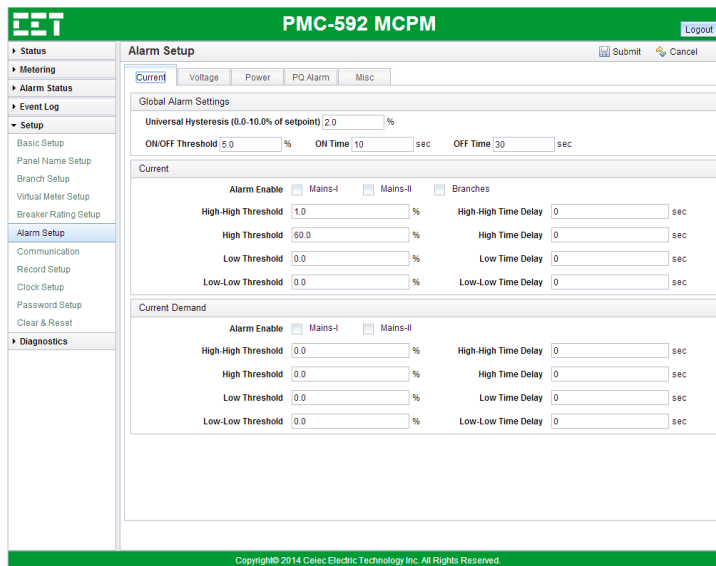 CET
PMC-592 MCPM
Logout
Status
Metering
Alarm Status
Event Log
Setup
Basic Setup
Panel Name Setup
Branch Setup
Virtual Meter Setup
Breaker Rating Setup
Alarm Setup
Communication
Record Setup
Clock Setup
Password Setup
Clear & Reset
Diagnostics
Alarm Setup Submit Cancel
Current Voltage Power PQ Alarm Misc
Global Alarm Settings
Universal Hysteresis (0.0-10.0% of setpoint) 2.0 %
ON/OFF Threshold 5.0 % ON Time 10 sec OFF Time 30 sec
Current
Alarm Enable Mains-I Mains-II Branches
High-High Threshold 1.0 % High-High Time Delay 0 sec
High Threshold 60.0 % High Time Delay 0 sec
Low Threshold 0.0 % Low Time Delay 0 sec
Low-Low Threshold 0.0 % Low-Low Time Delay 0 sec
Current Demand
Alarm Enable Mains-I Mains-II
High-High Threshold 0.0 % High-High Time Delay 0 sec
High Threshold 0.0 % High Time Delay 0 sec
Low Threshold 0.0 % Low Time Delay 0 sec
Low-Low Threshold 0.0 % Low-Low Time Delay 0 sec
Copyright© 2014 Ceiec Electric Technology Inc. All Rights Reserved.